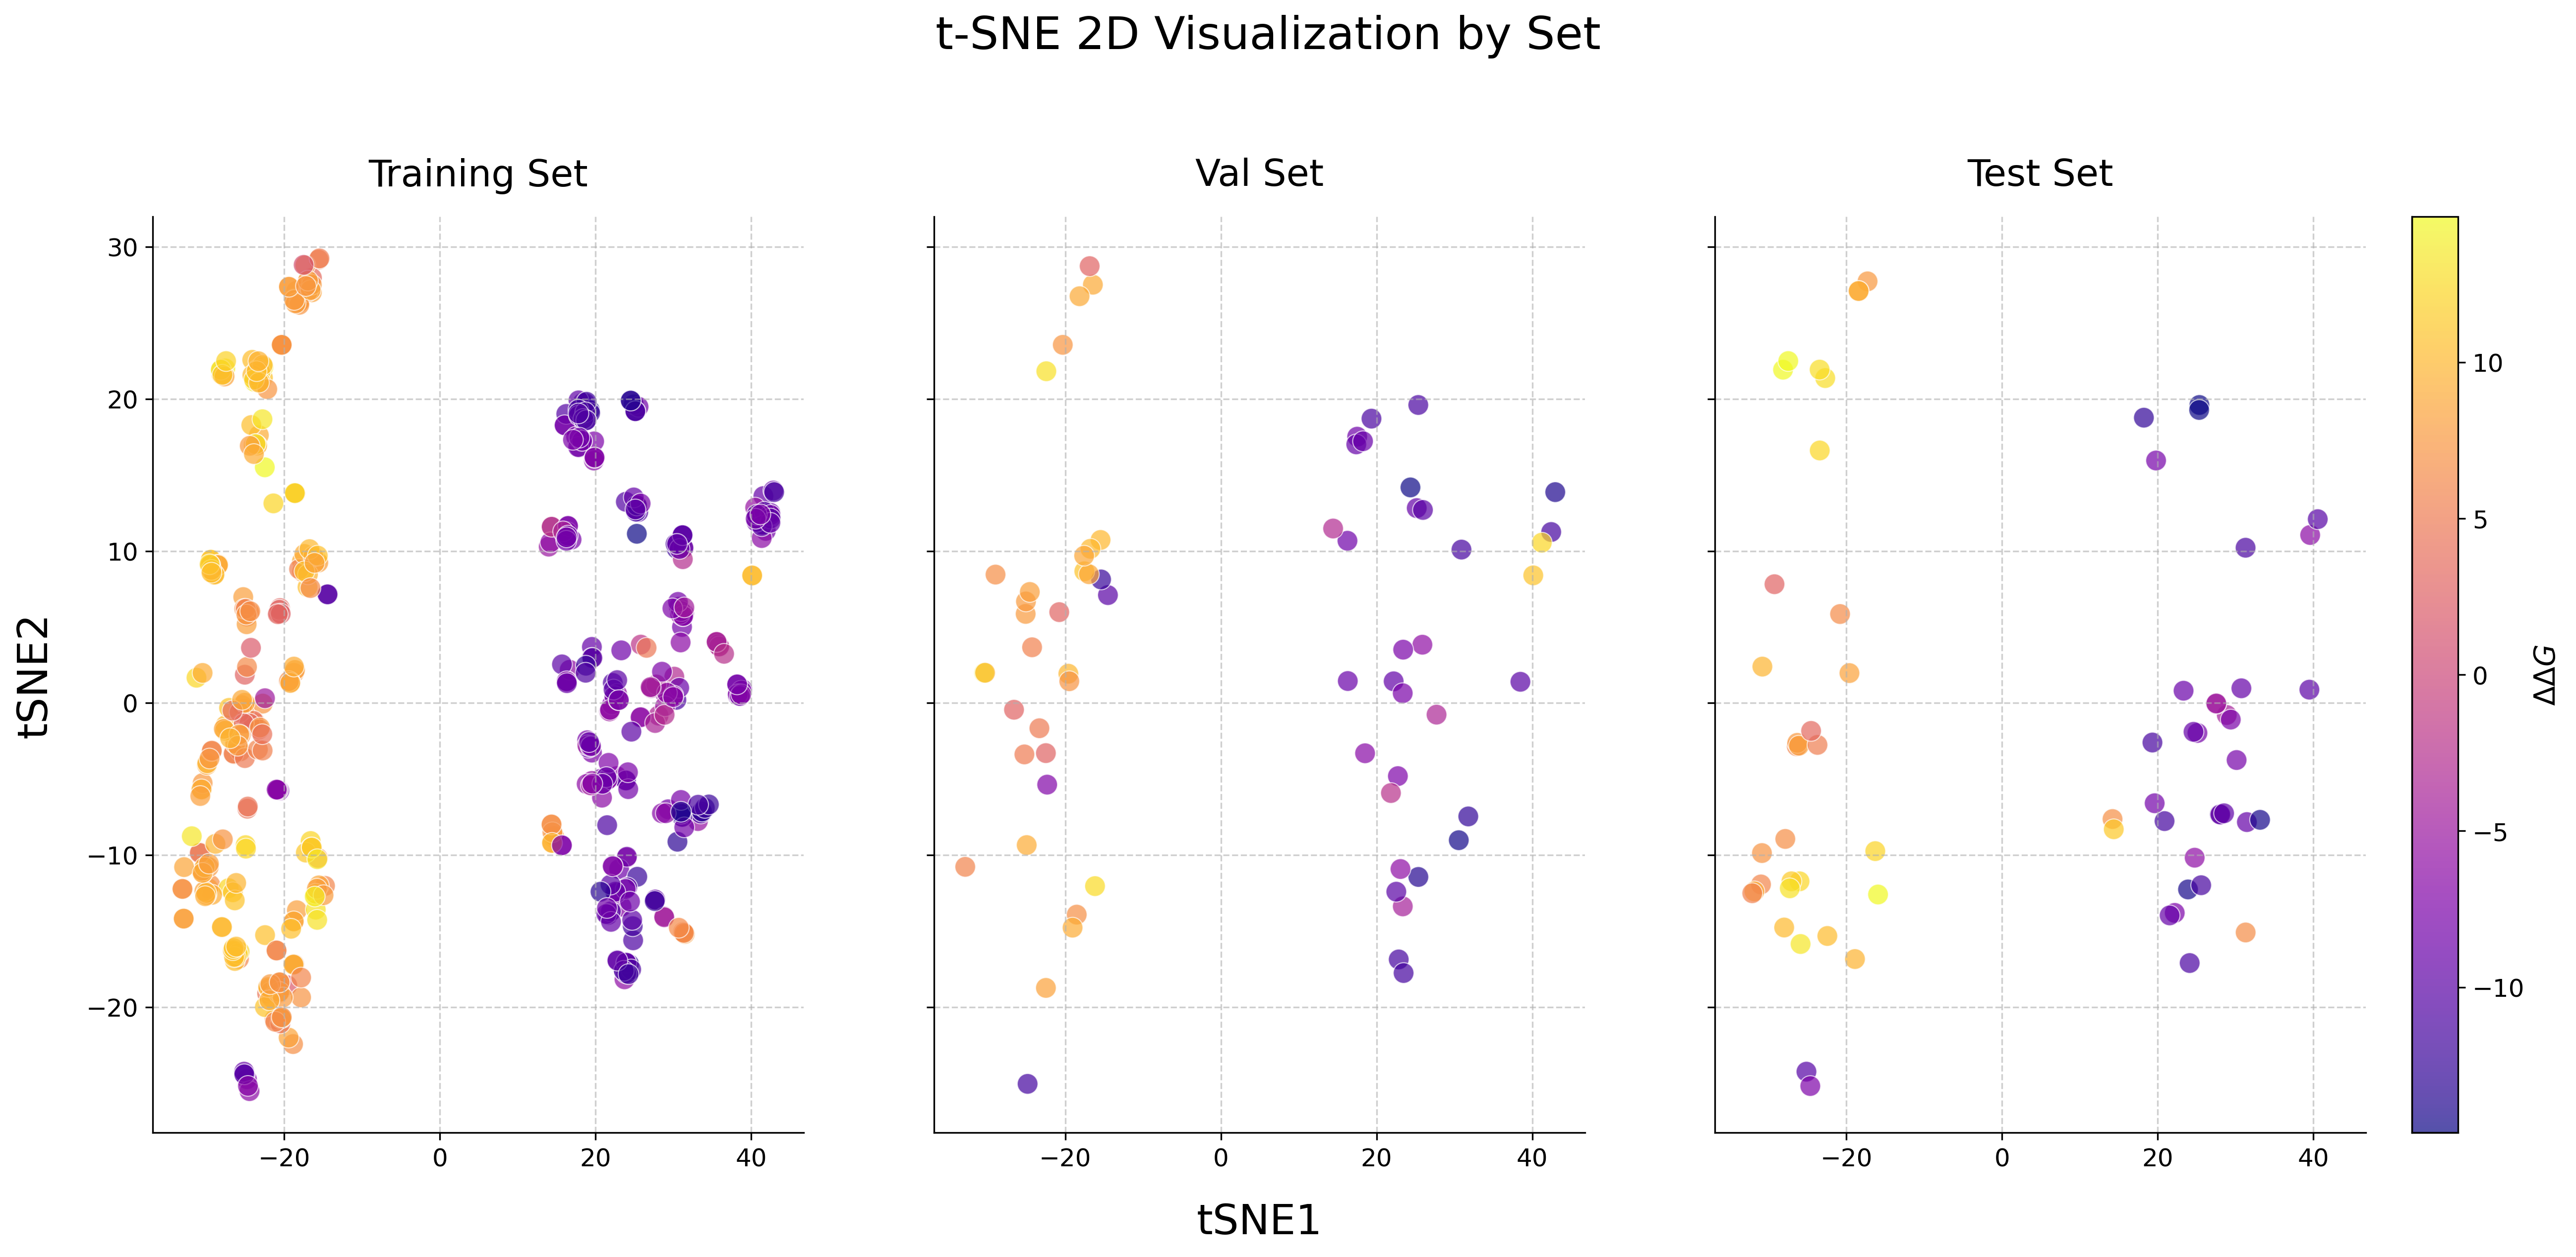 t-SNE 2D Visualization by Set
Training Set
Val Set
Test Set
30
20
10
0
−10
−20
tSNE2
−20 0 20 40
−20 0 20 40
−20 0 20 40
tSNE1
10
5
0
−5
−10
ΔΔG